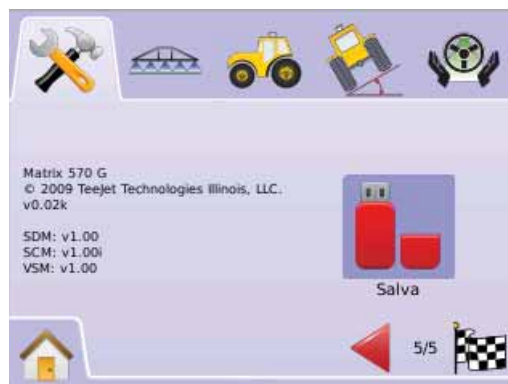 Matrix 570 G
© 2009 TeeJet Technologies Illinois, LLC.
v0.02k
SDM: v1.00
SCM: v1.00i
VSM: v1.00
Salva
5/5